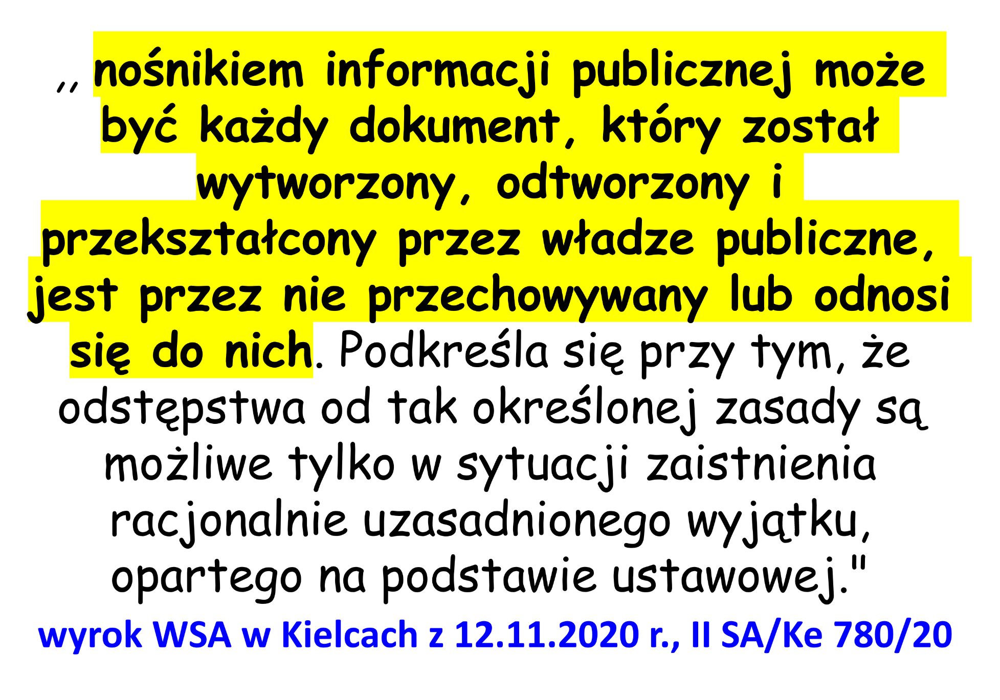 ,, nośnikiem informacji publicznej może
być każdy dokument, który został
wytworzony, odtworzony i
przekształcony przez władze publiczne,
jest przez nie przechowywany lub odnosi
się do nich. Podkreśla się przy tym, że
odstępstwa od tak określonej zasady są
możliwe tylko w sytuacji zaistnienia
racjonalnie uzasadnionego wyjątku,
opartego na podstawie ustawowej."
wyrok WSA w Kielcach z 12.11.2020 r., II SA/Ke 780/20